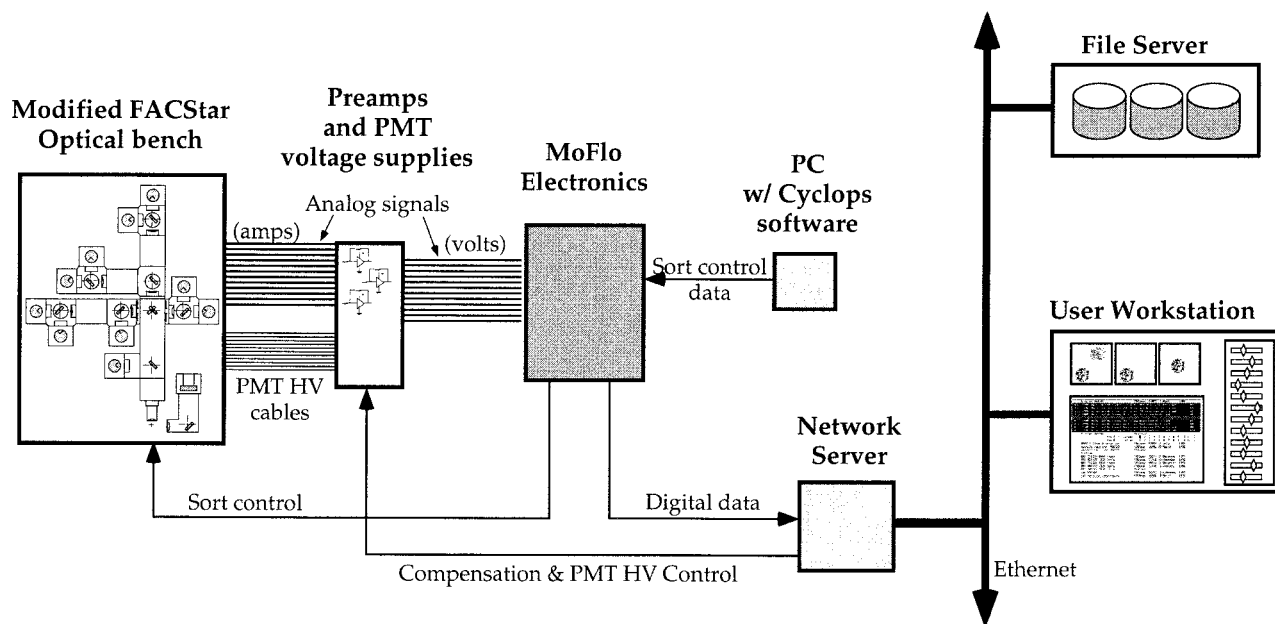 File Server
Modified FACStar
Optical bench
Preamps
and PMT
voltage supplies
MoFlo
Electronics
PC
w/ Cyclops
software
Analog signals
(amps)
(volts)
Sort control
data
User Workstation
PMT HV
cables
Network
Server
Sort control
Digital data
Compensation & PMT HV Control
Ethernet